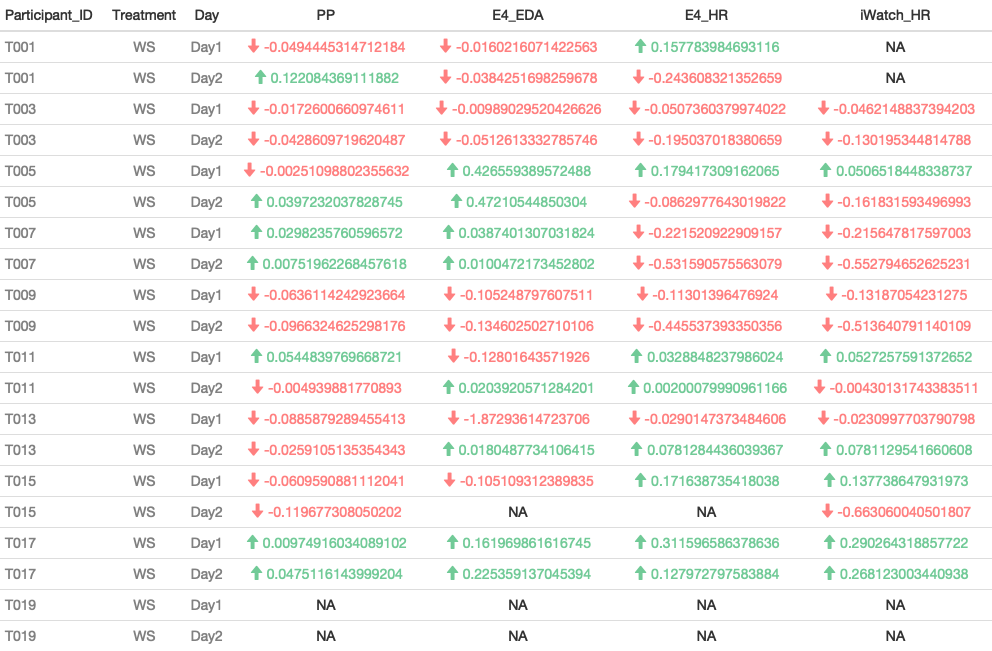 Participant_ID Treatment Day PP E4_EDA E4_HR iWatch_HR
T001 WS Day1 -0.0494445314712184 -0.0160216071422563 0.157783984693116 NA
T001 WS Day2 0.122084369111882 -0.0384251698259678 -0.243608321352659 NA
T003 WS Day1 -0.0172600660974611 -0.00989029520426626 -0.0507360379974022 -0.0462148837394203
T003 WS Day2 -0.0428609719620487 -0.0512613332785746 -0.195037018380659 -0.130195344814788
T005 WS Day1 -0.00251098802355632 0.426559389572488 0.179417309162065 0.0506518448338737
T005 WS Day2 0.0397232037828745 0.47210544850304 -0.0862977643019822 -0.161831593496993
T007 WS Day1 0.0298235760596572 0.0387401307031824 -0.221520922909157 -0.215647817597003
T007 WS Day2 0.00751962268457618 0.0100472173452802 -0.531590575563079 -0.552794652625231
T009 WS Day1 -0.0636114242923664 -0.105248797607511 -0.11301396476924 -0.13187054231275
T009 WS Day2 -0.0966324625298176 -0.134602502710106 -0.445537393350356 -0.513640791140109
T011 WS Day1 0.0544839769668721 -0.12801643571926 0.0328848237986024 0.0527257591372652
T011 WS Day2 -0.004939881770893 0.0203920571284201 0.00200079990961166 -0.00430131743383511
T013 WS Day1 -0.0885879289455413 -1.87293614723706 -0.0290147373484606 -0.0230997703790798
T013 WS Day2 -0.0259105135354343 0.0180487734106415 0.0781284436039367 0.0781129541660608
T015 WS Day1 -0.0609590881112041 -0.105109312389835 0.171638735418038 0.137738647931973
T015 WS Day2 -0.119677308050202 NA NA -0.663060040501807
T017 WS Day1 0.00974916034089102 0.161969861616745 0.311596586378636 0.290264318857722
T017 WS Day2 0.0475116143999204 0.225359137045394 0.127972797583884 0.268123003440938
T019 WS Day1 NA NA NA NA
T019 WS Day2 NA NA NA NA